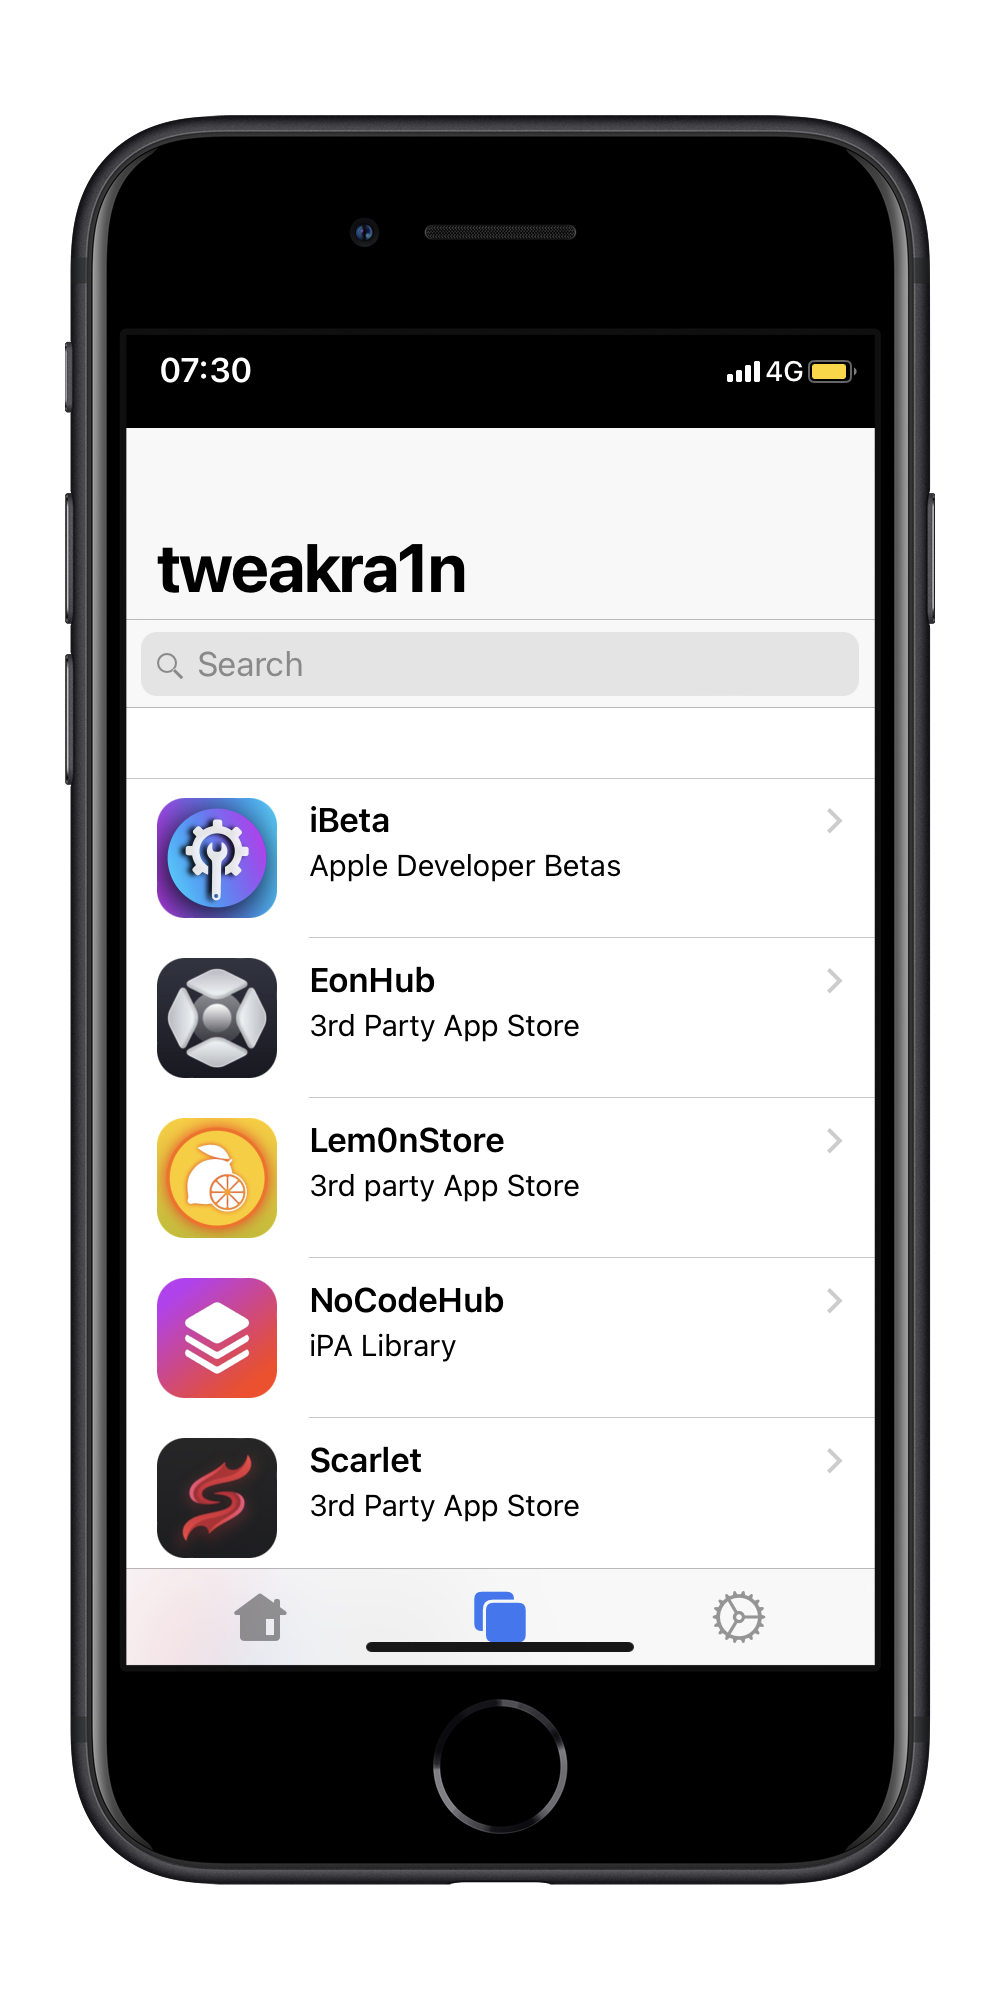 07:30 4G
tweakra1n
Search
iBeta
Apple Developer Betas
EonHub
3rd Party App Store
Lem0nStore
3rd party App Store
NoCodeHub
iPA Library
Scarlet
3rd Party App Store